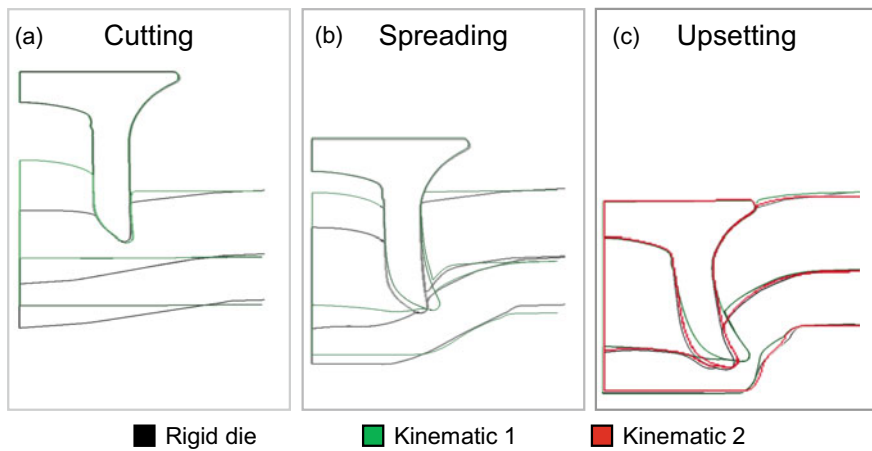 (a) Cutting
(b) Spreading
(c) Upsetting
Rigid die
Kinematic 1
Kinematic 2